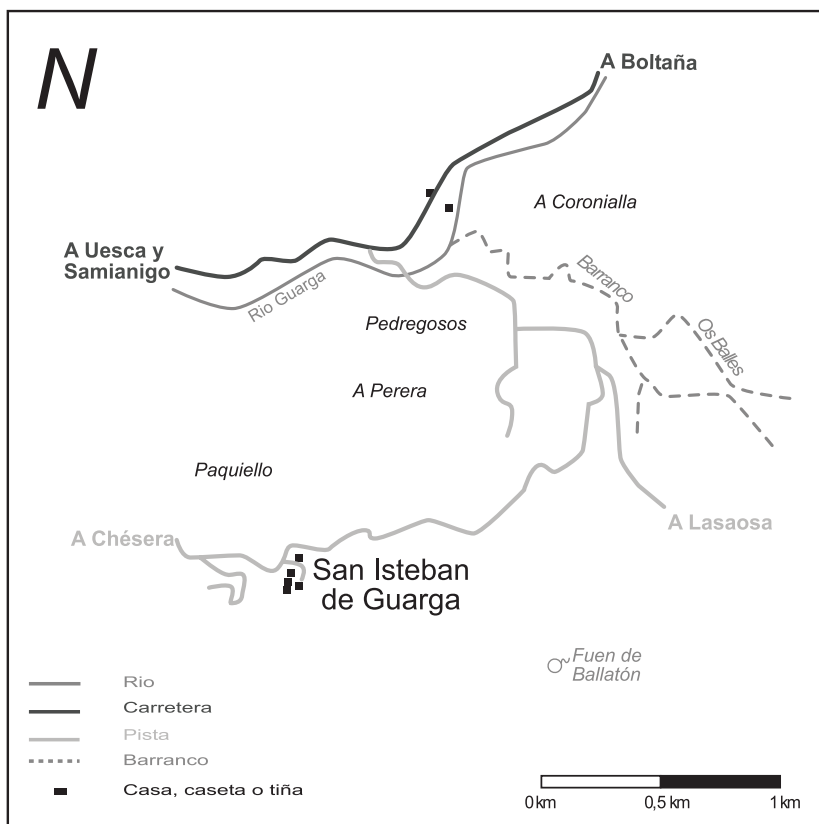 N
A Boltaña
A Coronialla
A Uesca y
Samianigo
Rio Guarga
Barranco
Os Balles
Pedregosos
A Perera
Paquiello
A Lasaosa
A Chésera
San Isteban
de Guarga
Fuen de
Ballatón
Rio
Carretera
Pista
Barranco
Casa, caseta o tiña
0 km 0,5 km 1 km